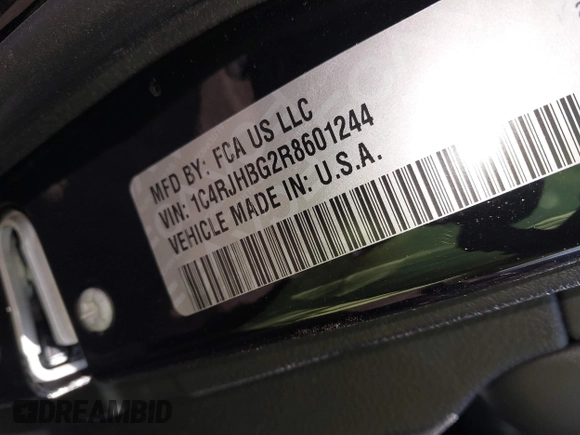 MFD BY: FCA US LLC
VIN: 1C4RJHBG2R8601244
VEHICLE MADE IN: U.S.A.
DREAMBID